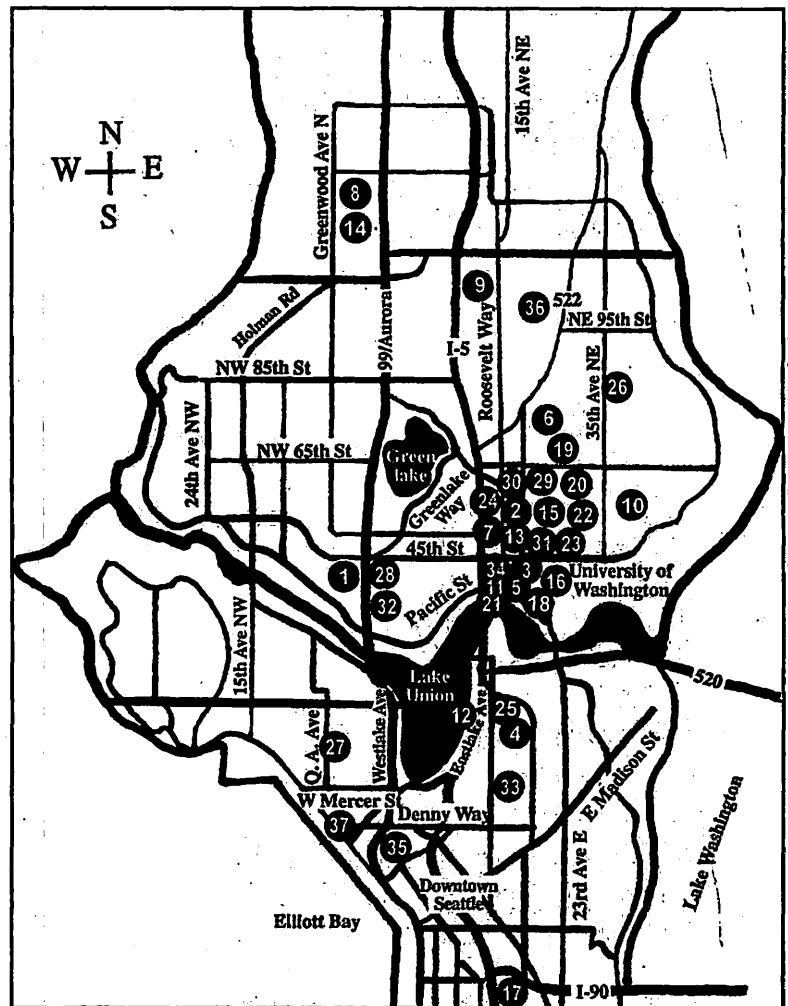 N
W E
S
Greenwood Ave N
15th Ave NE
8
14
9
36
522
NE 95th St
Holman Rd
99/Aurora
I-5
Roosevelt Way
NW 85th St
35th Ave NE
26
24th Ave NW
NW 65th St
Green
lake
6
19
Greenlake
Way
30 29 20
24 2 15 22 10
7 13 31 23
45th St
1 28
32
Pacific St
34 3
11 5 16
21 18
University of
Washington
15th Ave NW
520
Lake
Union
12
25
4
Q. A. Ave
27
Westlake Ave
Eastlake Ave
33
E Madison St
W Mercer St
Denny Way
37
35
23rd Ave E
Lake Washington
Downtown
Seattle
Elliott Bay
17
I-90